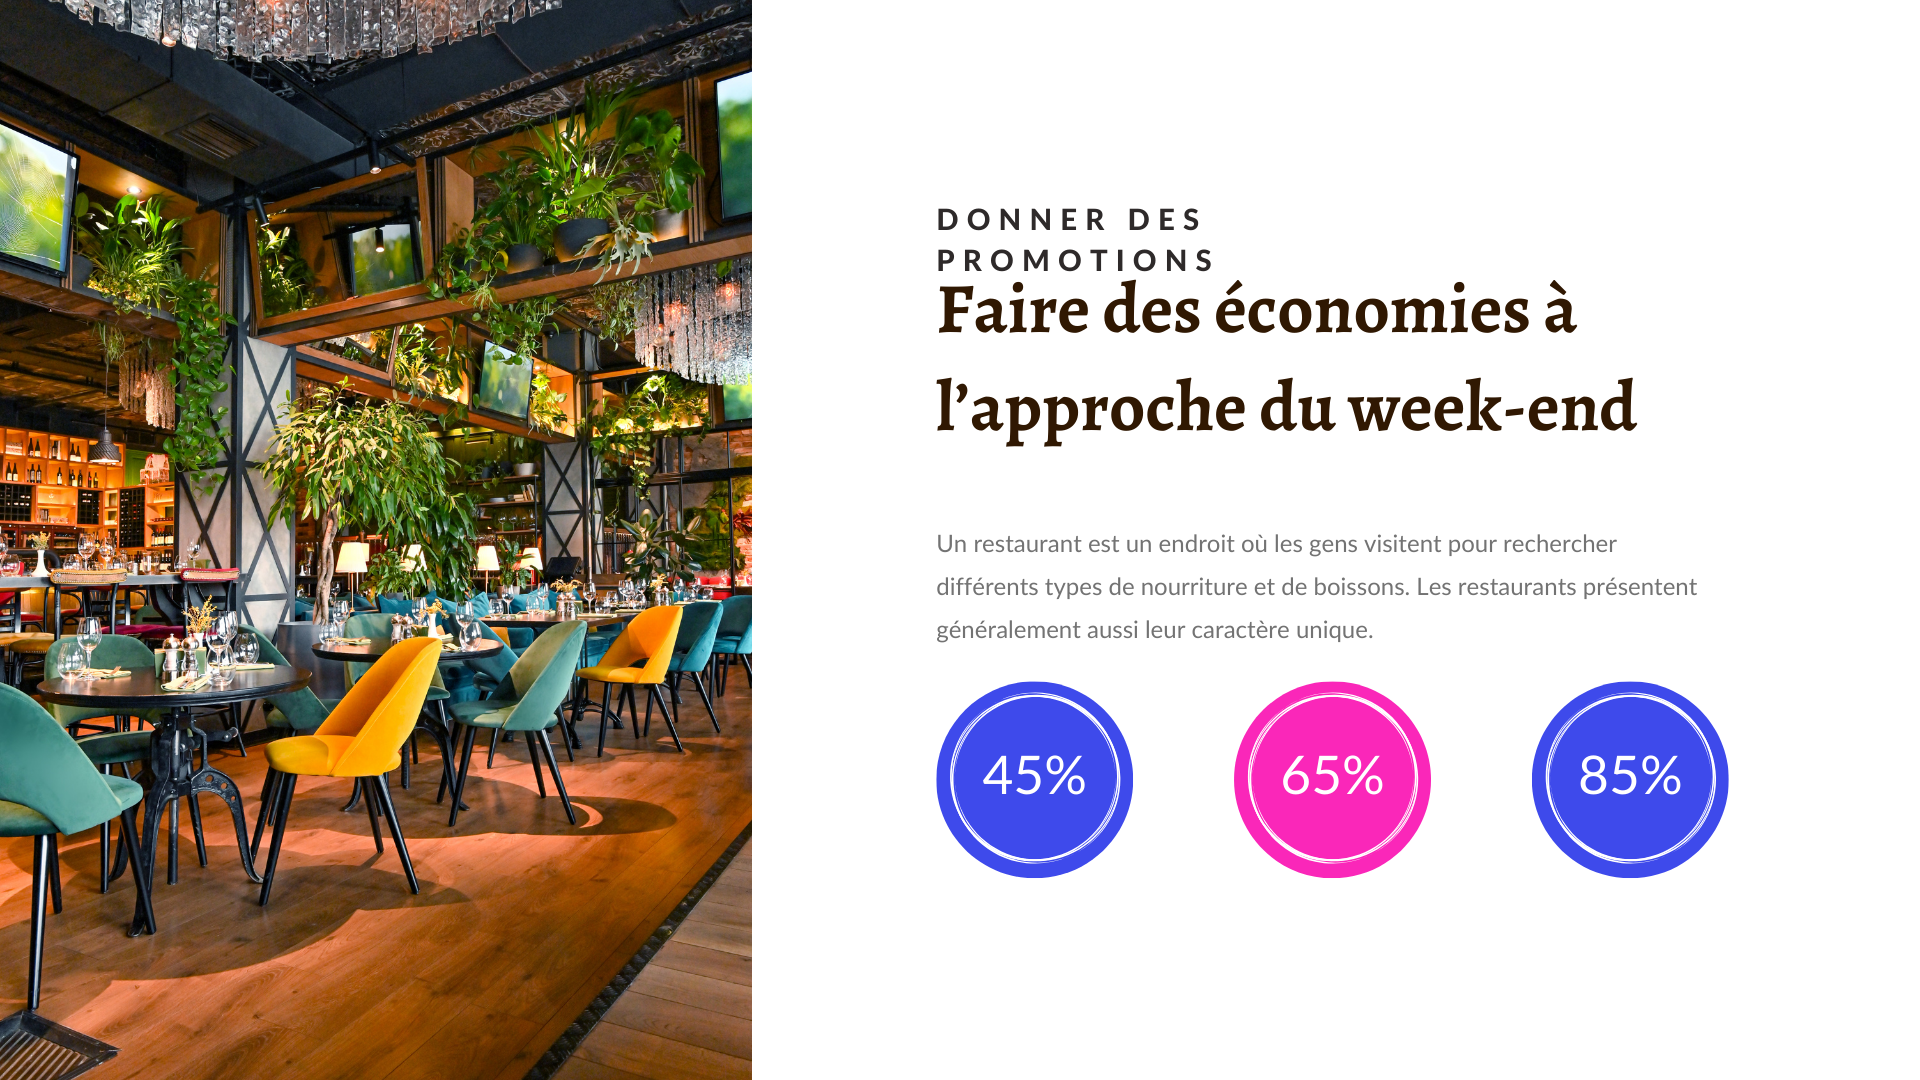 DONNER DES
PROMOTIONS
Faire des économies à
l’approche du week-end
Un restaurant est un endroit où les gens visitent pour rechercher
différents types de nourriture et de boissons. Les restaurants présentent
généralement aussi leur caractère unique.
45%
65%
85%